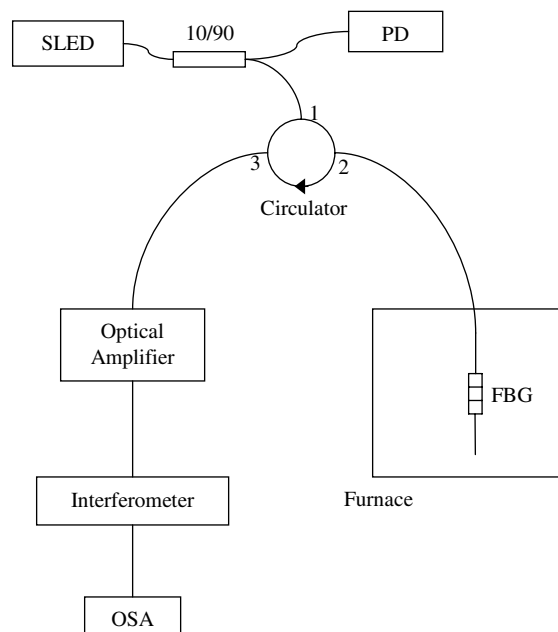 10/90
SLED
PD
1
3
2
Circulator
Optical
Amplifier
FBG
Interferometer
Furnace
OSA